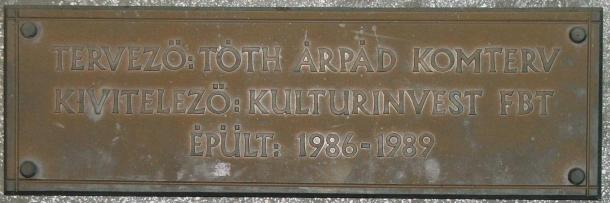 TERVEZŐ: TÓTH ÁRPÁD KOMTERV
KIVITELEZŐ: KULTURINVEST FBT
ÉPÜLT: 1986-1989